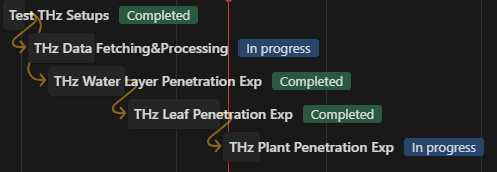 Test THz Setups Completed
THz Data Fetching&Processing In progress
THz Water Layer Penetration Exp Completed
THz Leaf Penetration Exp Completed
THz Plant Penetration Exp In progress